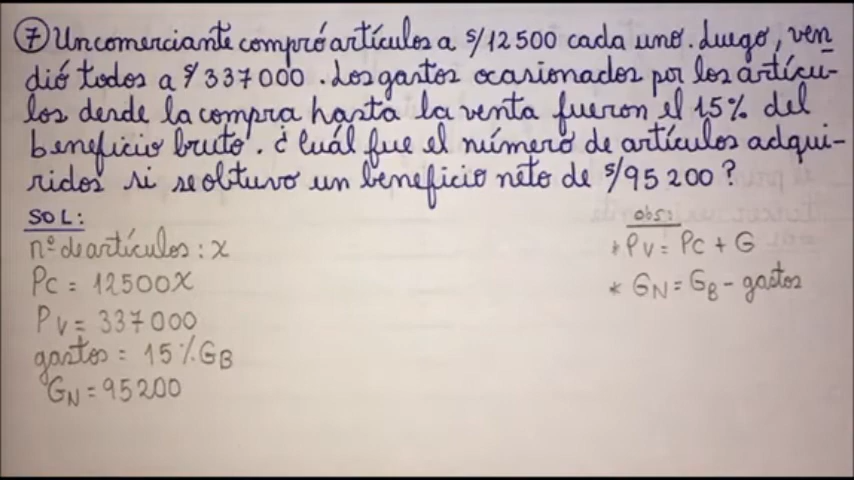 7 Un comerciante compró artículos a S/12500 cada uno. Luego, ven
dió todos a S/337000. Los gastos ocasionados por los artícu-
los desde la compra hasta la venta fueron el 15% del
beneficio bruto. ¿Cuál fue el número de artículos adqui-
ridos si se obtuvo un beneficio neto de S/95200?
SOL:
nº de artículos: x
Pc = 12500x
Pv = 337000
gastos = 15% GB
GN = 95200
obs:
* Pv = Pc + G
* GN = GB - gastos